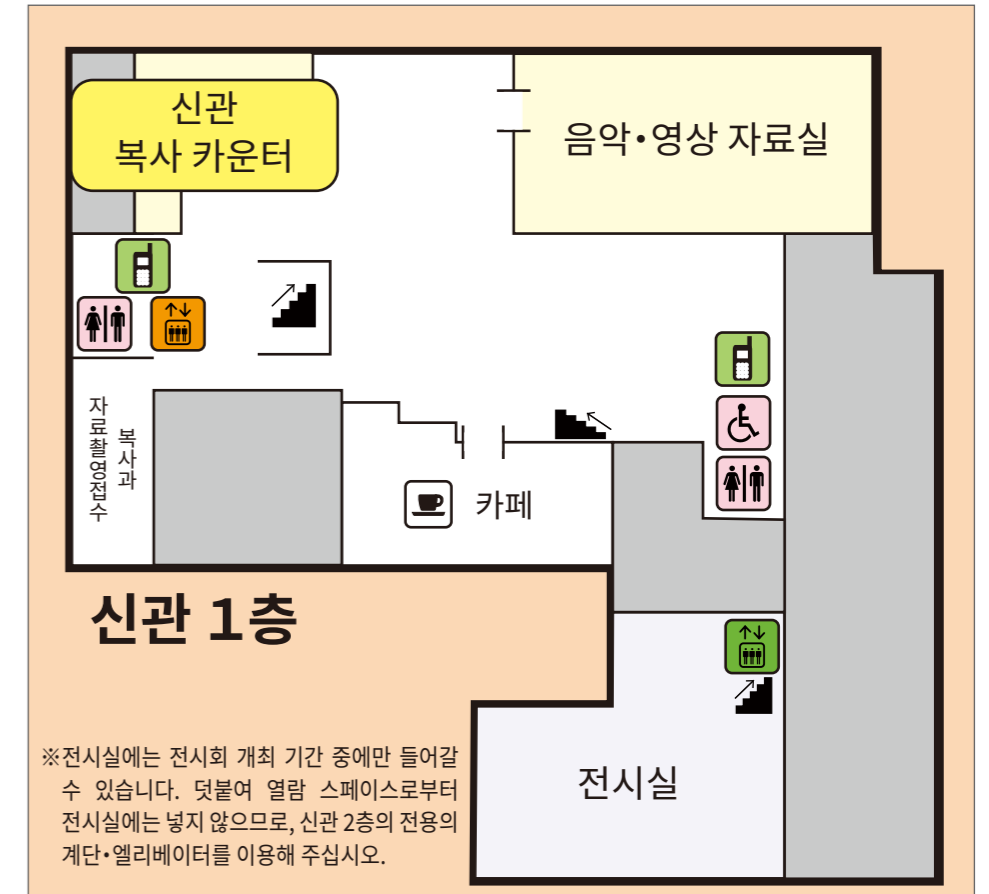 신관
복사 카운터
음악•영상 자료실
자료촬영접수
복사과
카페
신관 1층
※전시실에는 전시회 개최 기간 중에만 들어갈
수 있습니다. 덧붙여 열람 스페이스로부터
전시실에는 넣지 않으므로, 신관 2층의 전용의
계단•엘리베이터를 이용해 주십시오.
전시실